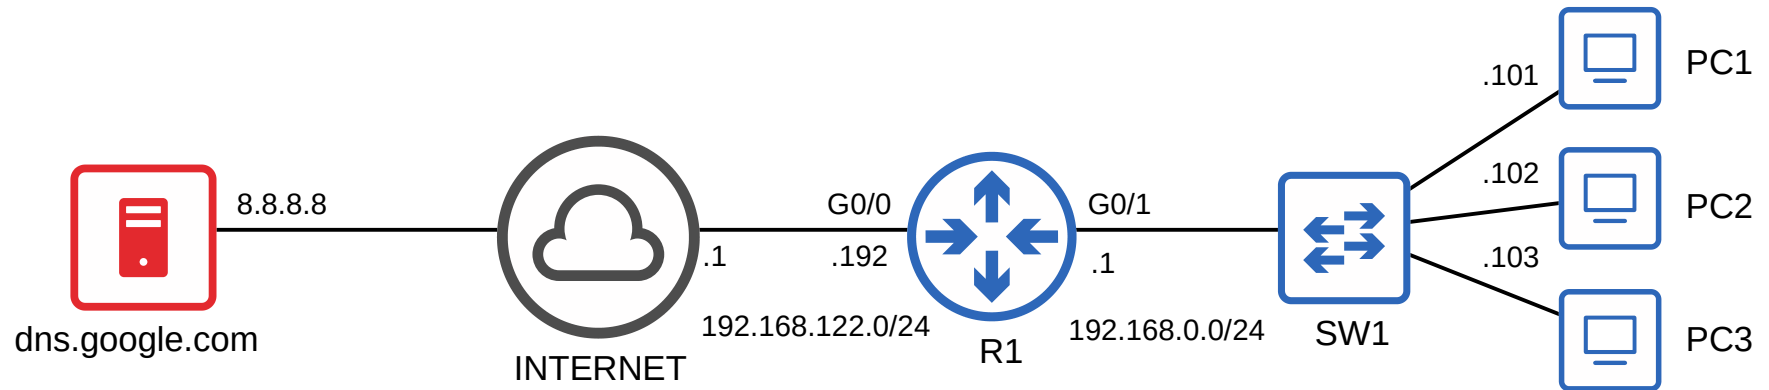 dns.google.com
8.8.8.8
INTERNET
.1
192.168.122.0/24
G0/0
.192
R1
G0/1
.1
192.168.0.0/24
SW1
.101
.102
.103
PC1
PC2
PC3